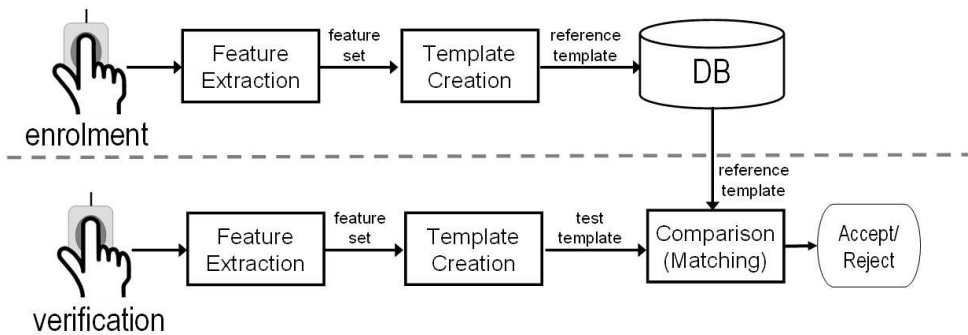 Feature
Extraction
feature
set
Template
Creation
reference
template
DB
enrolment
reference
template
Feature
Extraction
feature
set
Template
Creation
test
template
Comparison
(Matching)
Accept/
Reject
verification